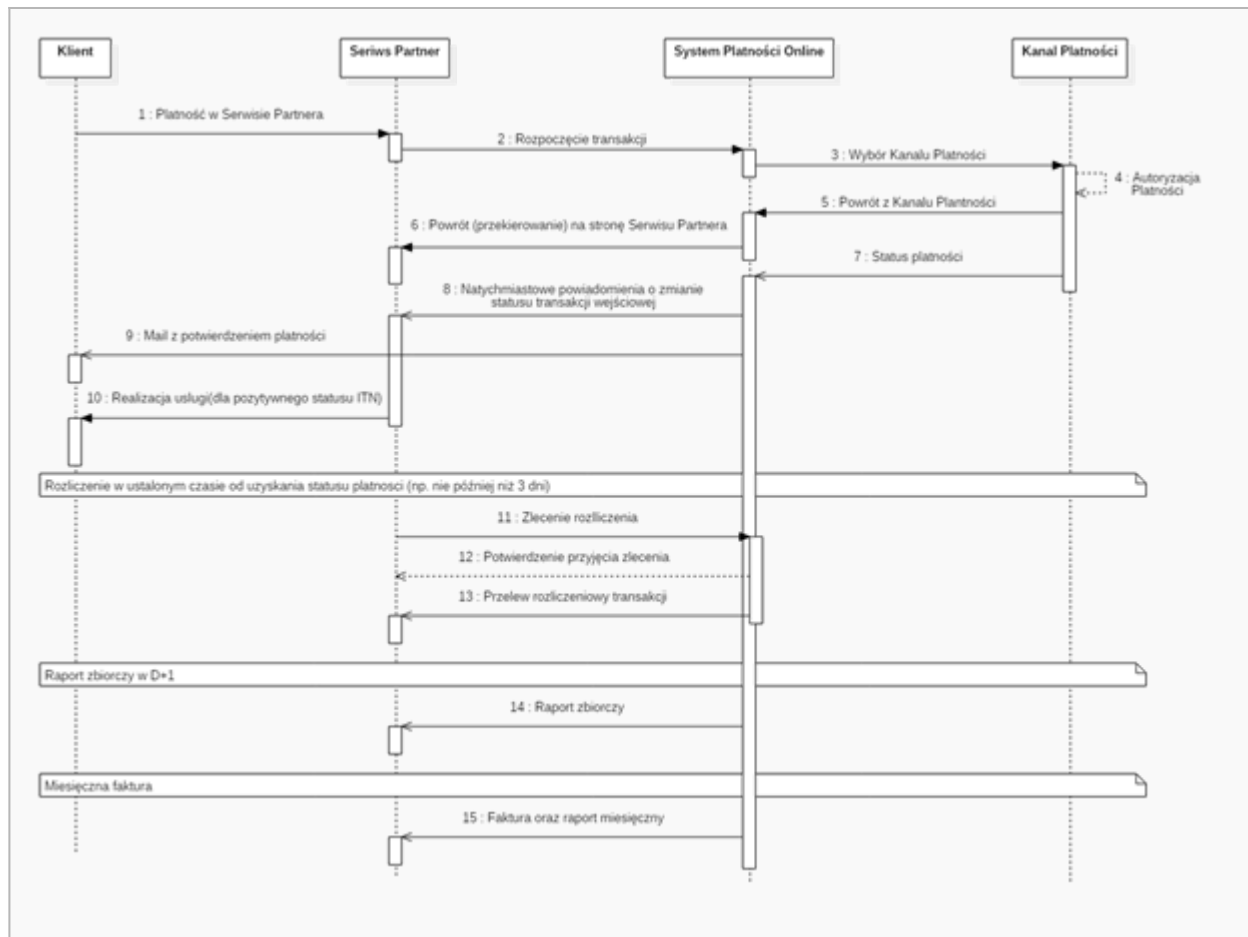 Klient
Seriws Partner
System Platności Online
Kanal Platności
1 : Platność w Serwisie Partnera
2 : Rozpoczęcie transakcji
3 : Wybór Kanalu Platności
4 : Autoryzacja
Platności
5 : Powrót z Kanalu Plantności
6 : Powrót (przekierowanie) na stronę Serwisu Partnera
7 : Status platności
8 : Natychmiastowe powiadomienia o zmianie
statusu transakcji wejściowej
9 : Mail z potwierdzeniem platności
10 : Realizacja uslugi(dla pozytywnego statusu ITN)
Rozliczenie w ustalonym czasie od uzyskania statusu platnosci (np. nie później niż 3 dni)
11 : Zlecenie rozlliczenia
12 : Potwierdzenie przyjęcia zlecenia
13 : Przelew rozliczeniowy transakcji
Raport zbiorczy w D+1
14 : Raport zbiorczy
Miesięczna faktura
15 : Faktura oraz raport miesięczny